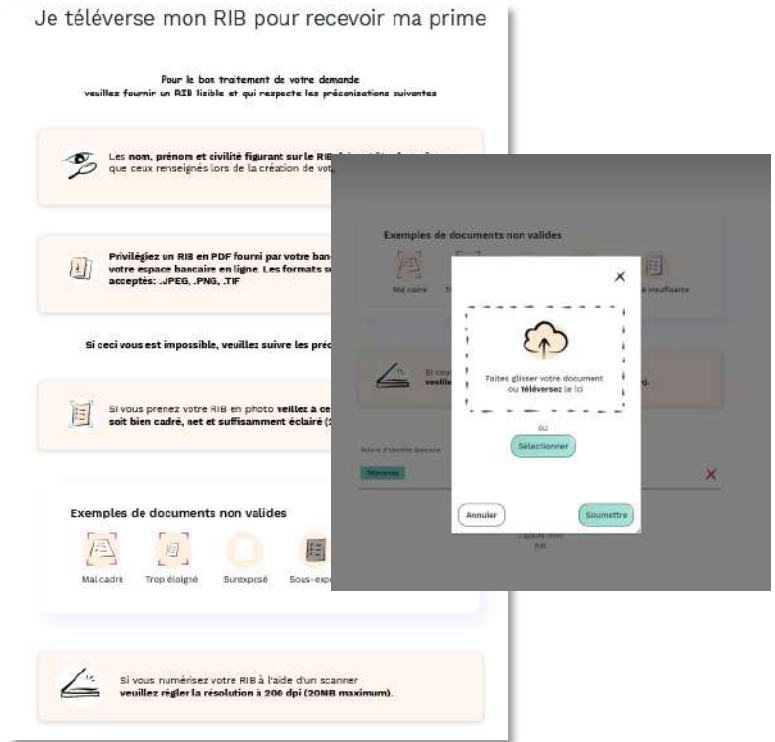 Je téléverse mon RIB pour recevoir ma prime
Pour le bon traitement de votre demande
veuillez fournir un RIB lisible et qui respecte les préconisations suivantes
Les nom, prénom et civilité figurant sur le RIB
que ceux renseignés lors de la création de
Privilégiez un RIB en PDF fourni par votre
votre espace bancaire en ligne. Les formats
acceptés: .JPEG, .PNG, .TIF
Si ceci vous est impossible, veuillez suivre les
Si vous prenez votre RIB en photo veillez à ce
soit bien cadré, net et suffisamment éclairé
Exemples de documents non valides
Mal cadré
Trop éloigné
Surexposé
Sous-exp
Si vous numérisez votre RIB à l'aide d'un scanner
veuillez régler la résolution à 200 dpi (20MB maximum).
Exemples de documents non valides
Mal cadré
insuffisante
Faites glisser votre document
ou téléversez le ici
ou
Sélectionner
Relevé d'Identité Bancaire
Téléverser
Annuler
Soumettre
J'ajoute mon
RIB